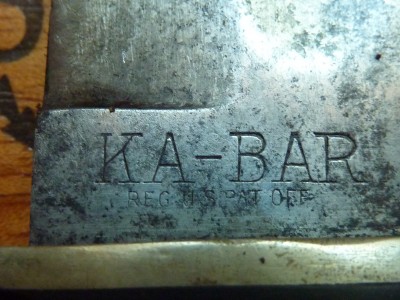 KA-BAR
REG U.S. PAT OFF